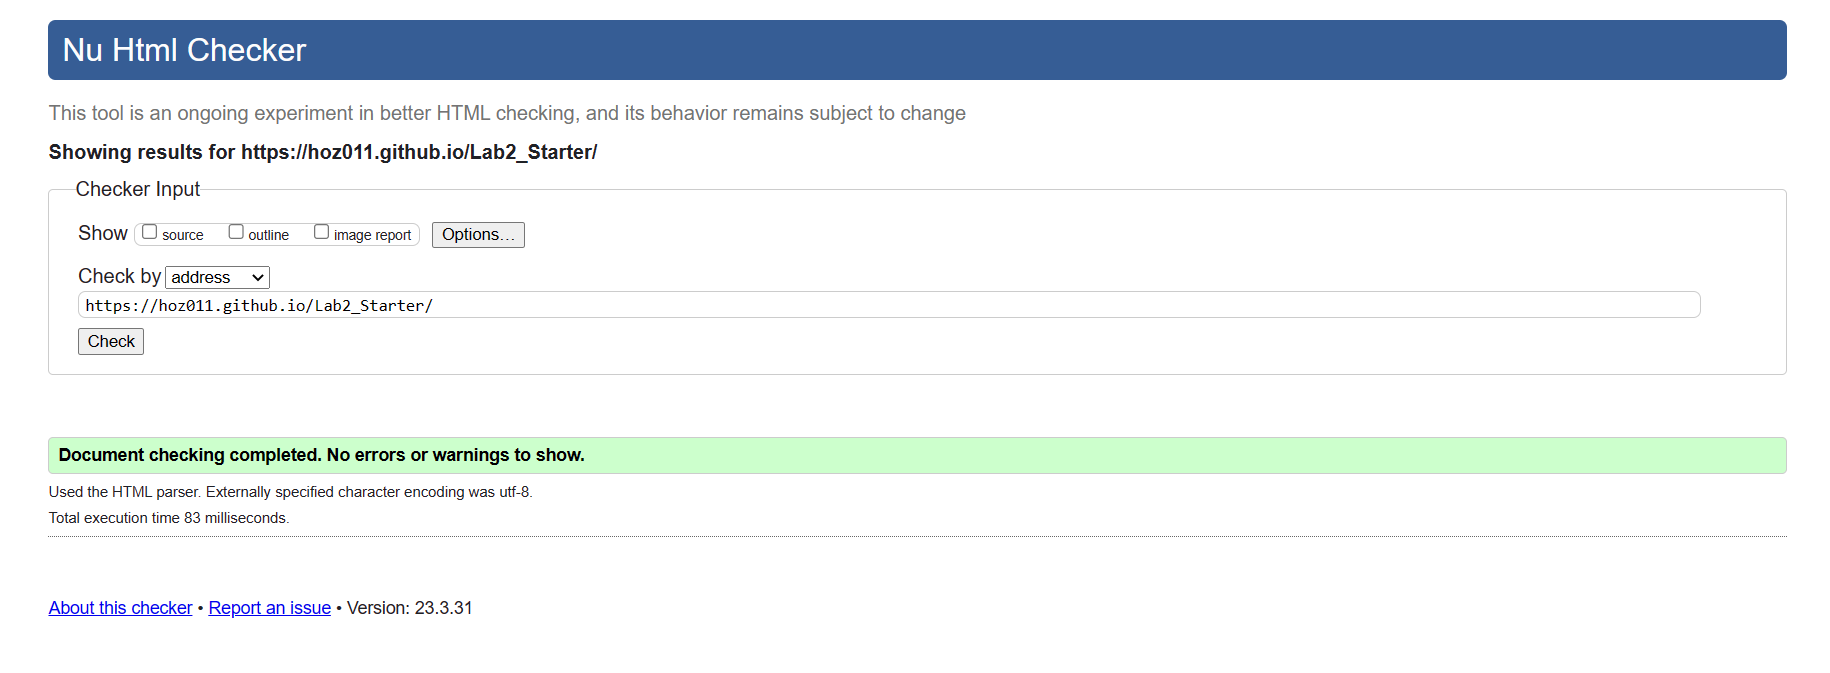 Nu Html Checker
This tool is an ongoing experiment in better HTML checking, and its behavior remains subject to change
Showing results for https://hoz011.github.io/Lab2_Starter/
Checker Input
Show source outline image report Options...
Check by address
https://hoz011.github.io/Lab2_Starter/
Check
Document checking completed. No errors or warnings to show.
Used the HTML parser. Externally specified character encoding was utf-8.
Total execution time 83 milliseconds.
About this checker • Report an issue • Version: 23.3.31